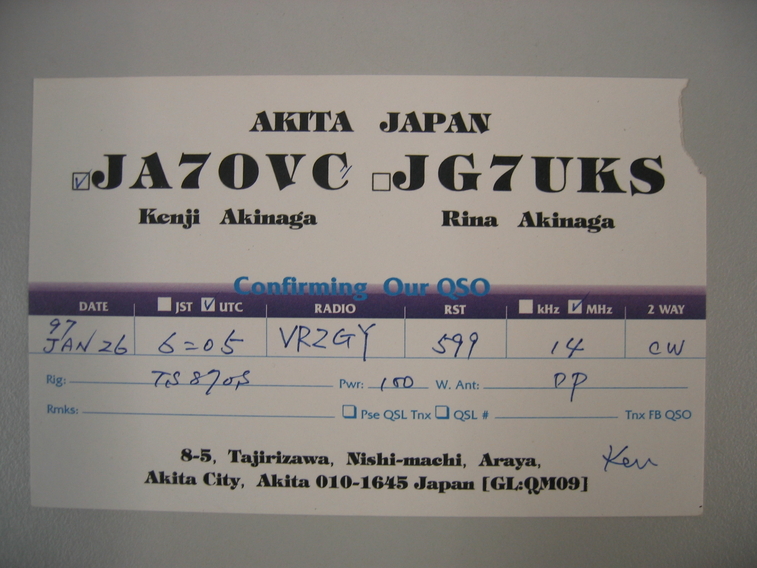 AKITA JAPAN
JA7OVC JG7UKS
Kenji Akinaga Rina Akinaga
Confirming Our QSO
DATE JST UTC RADIO RST kHz MHz 2 WAY
97
JAN 26 6=05 VR2GY 599 14 CW
Rig: TS870S Pwr: 100 W. Ant: DP
Rmks: Pse QSL Tnx QSL # Tnx FB QSO
8-5, Tajirizawa, Nishi-machi, Araya, Ken
Akita City, Akita 010-1645 Japan [GL:QM09]